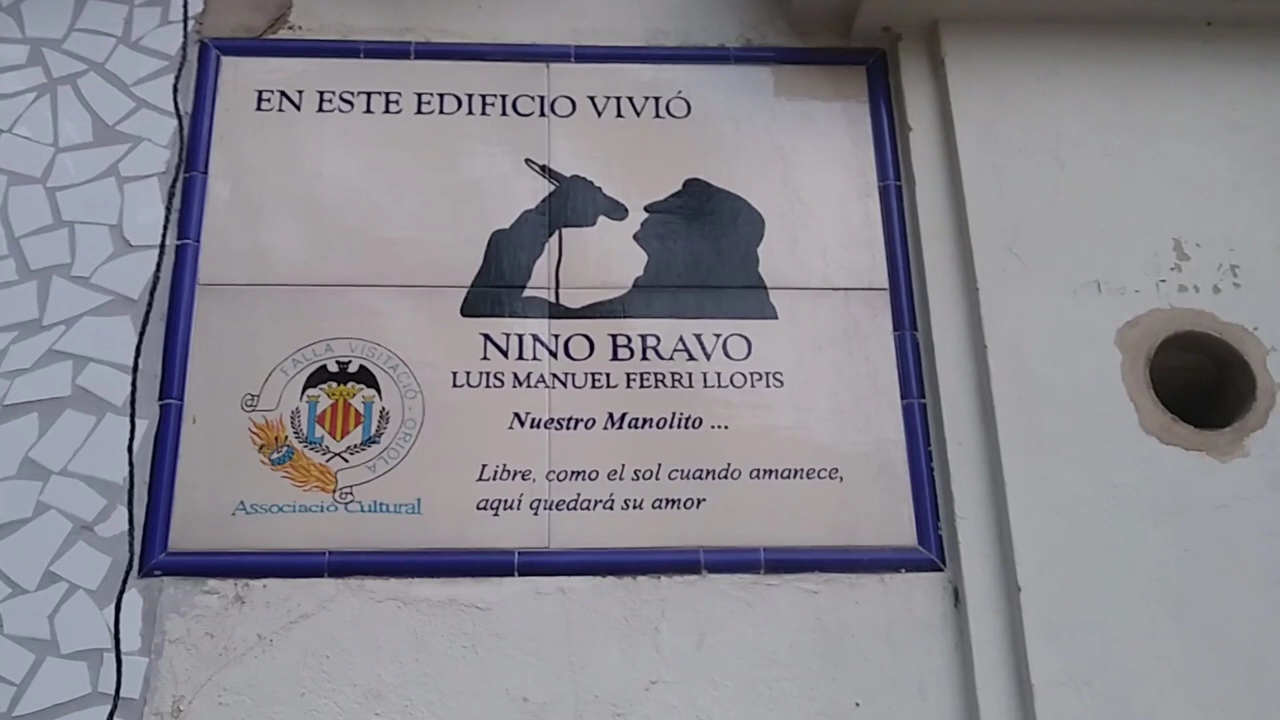 EN ESTE EDIFICIO VIVIÓ
NINO BRAVO
LUIS MANUEL FERRI LLOPIS
Nuestro Manolito ...
Libre, como el sol cuando amanece,
aquí quedará su amor
FALLA VISITACIÓ - ORIOLA
Associació Cultural